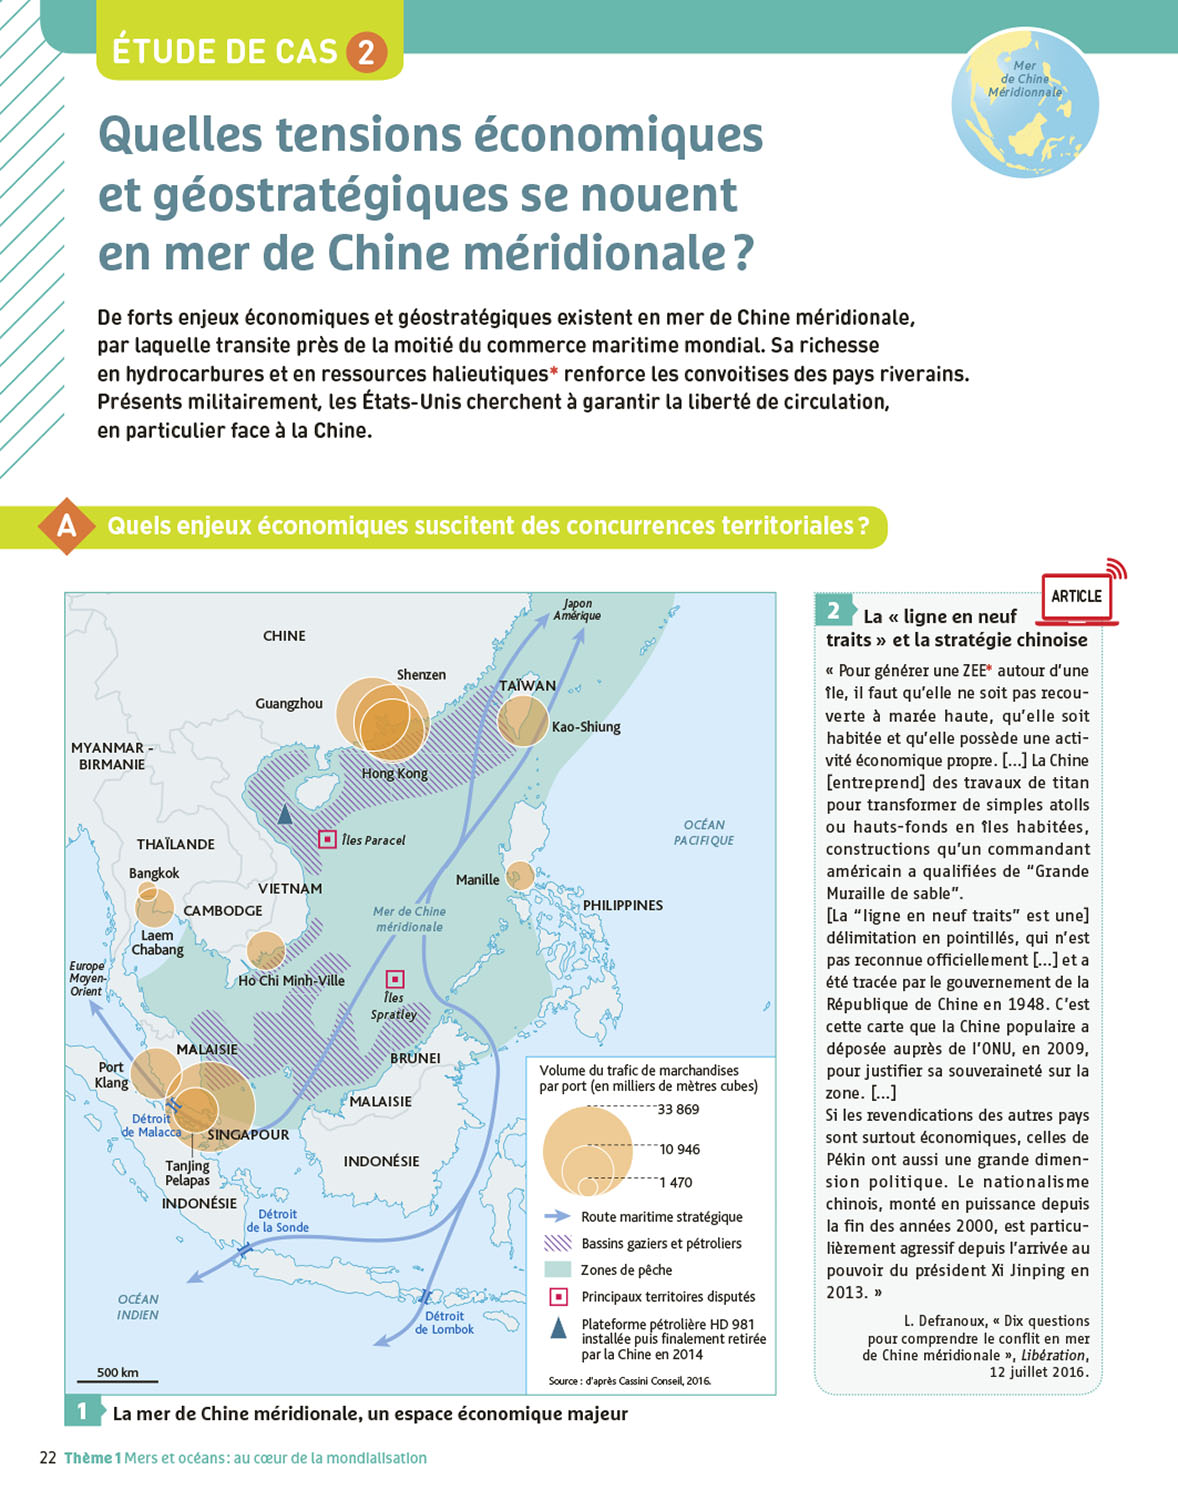 ÉTUDE DE CAS 2
Mer
de Chine
Méridionnale
Quelles tensions économiques
et géostratégiques se nouent
en mer de Chine méridionale ?
De forts enjeux économiques et géostratégiques existent en mer de Chine méridionale,
par laquelle transite près de la moitié du commerce maritime mondial. Sa richesse
en hydrocarbures et en ressources halieutiques* renforce les convoitises des pays riverains.
Présents militairement, les États-Unis cherchent à garantir la liberté de circulation,
en particulier face à la Chine.
A Quels enjeux économiques suscitent des concurrences territoriales ?
Japon
Amérique
CHINE
Shenzen
Guangzhou
TAÏWAN
Kao-Shiung
MYANMAR -
BIRMANIE
Hong Kong
OCÉAN
PACIFIQUE
THAÏLANDE
Îles Paracel
Bangkok
VIETNAM
Manille
CAMBODGE
PHILIPPINES
Mer de Chine
méridionale
Laem
Chabang
Europe
Moyen-
Orient
Ho Chi Minh-Ville
Îles
Spratley
MALAISIE
BRUNEI
Port
Klang
MALAISIE
Détroit
de Malacca
SINGAPOUR
Tanjing
Pelapas
INDONÉSIE
INDONÉSIE
Détroit
de la Sonde
OCÉAN
INDIEN
Détroit
de Lombok
500 km
Volume du trafic de marchandises
par port (en milliers de mètres cubes)
33 869
10 946
1 470
Route maritime stratégique
Bassins gaziers et pétroliers
Zones de pêche
Principaux territoires disputés
Plateforme pétrolière HD 981
installée puis finalement retirée
par la Chine en 2014
Source : d'après Cassini Conseil, 2016.
1 La mer de Chine méridionale, un espace économique majeur
ARTICLE
2 La « ligne en neuf
traits » et la stratégie chinoise
« Pour générer une ZEE* autour d'une
île, il faut qu'elle ne soit pas recou-
verte à marée haute, qu'elle soit
habitée et qu'elle possède une acti-
vité économique propre. [...] La Chine
[entreprend] des travaux de titan
pour transformer de simples atolls
ou hauts-fonds en îles habitées,
constructions qu'un commandant
américain a qualifiées de “Grande
Muraille de sable”.
[La “ligne en neuf traits” est une]
délimitation en pointillés, qui n'est
pas reconnue officiellement [...] et a
été tracée par le gouvernement de la
République de Chine en 1948. C'est
cette carte que la Chine populaire a
déposée auprès de l'ONU, en 2009,
pour justifier sa souveraineté sur la
zone. [...]
Si les revendications des autres pays
sont surtout économiques, celles de
Pékin ont aussi une grande dimen-
sion politique. Le nationalisme
chinois, monté en puissance depuis
la fin des années 2000, est particu-
lièrement agressif depuis l'arrivée au
pouvoir du président Xi Jinping en
2013. »
L. Defranoux, « Dix questions
pour comprendre le conflit en mer
de Chine méridionale », Libération,
12 juillet 2016.
22 Thème 1 Mers et océans : au cœur de la mondialisation